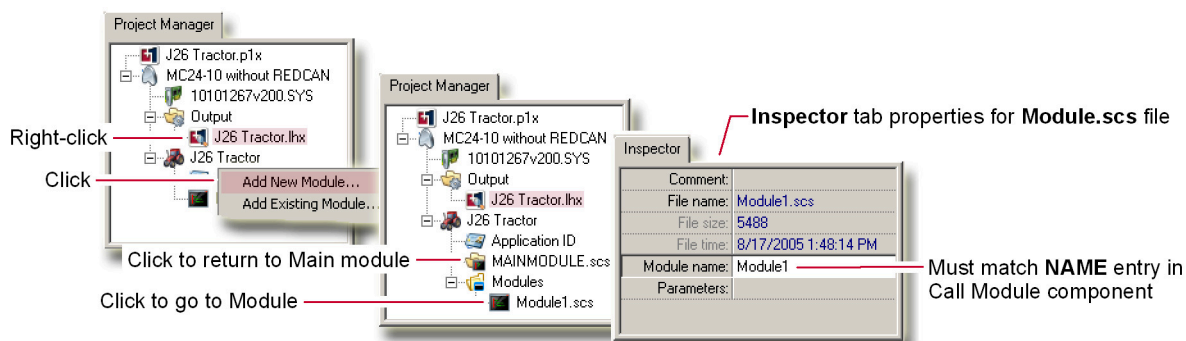 Project Manager
J26 Tractor.p1x
MC24-10 without REDCAN
10101267v200.SYS
Output
Right-click
J26 Tractor.lhx
J26 Tractor
Click
Add New Module...
Add Existing Module...
Project Manager
J26 Tractor.p1x
MC24-10 without REDCAN
10101267v200.SYS
Output
J26 Tractor.lhx
J26 Tractor
Application ID
Click to return to Main module
MAINMODULE.scs
Modules
Click to go to Module
Module1.scs
Inspector tab properties for Module.scs file
Inspector
Comment:
File name: Module1.scs
File size: 5488
File time: 8/17/2005 1:48:14 PM
Module name: Module1
Parameters:
Must match NAME entry in
Call Module component